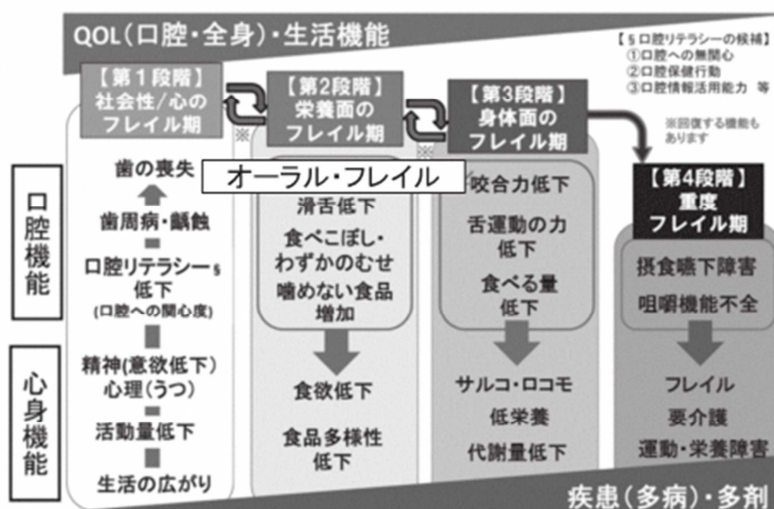 QOL(口腔・全身)・生活機能
【§口腔リテラシーの候補】
①口腔への無関心
②口腔保健行動
③口腔情報活用能力 等
【第1段階】
社会性/心の
フレイル期
※
【第2段階】
栄養面の
フレイル期
※
【第3段階】
身体面の
フレイル期
※回復する機能も
あります
【第4段階】
重度
フレイル期
オーラル・フレイル
口腔機能
歯の喪失
歯周病・齲蝕
口腔リテラシー§
低下
(口腔への関心度)
滑舌低下
食べこぼし・
わずかのむせ
噛めない食品
増加
咬合力低下
舌運動の力
低下
食べる量
低下
摂食嚥下障害
咀嚼機能不全
心身機能
精神(意欲低下)
心理(うつ)
活動量低下
生活の広がり
食欲低下
食品多様性
低下
サルコ・ロコモ
低栄養
代謝量低下
フレイル
要介護
運動・栄養障害
疾患(多病)・多剤